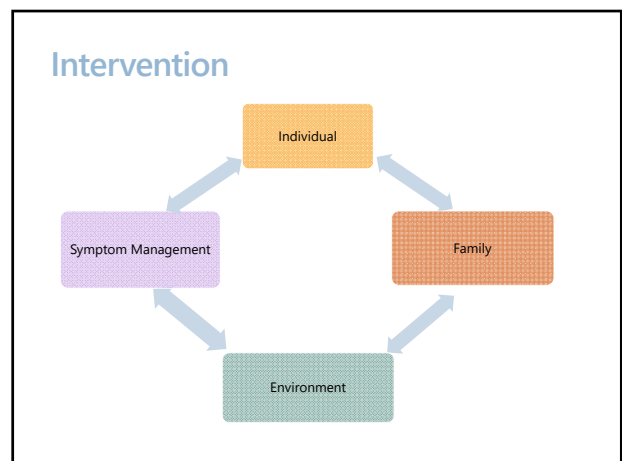 Intervention
Individual
Symptom Management
Family
Environment